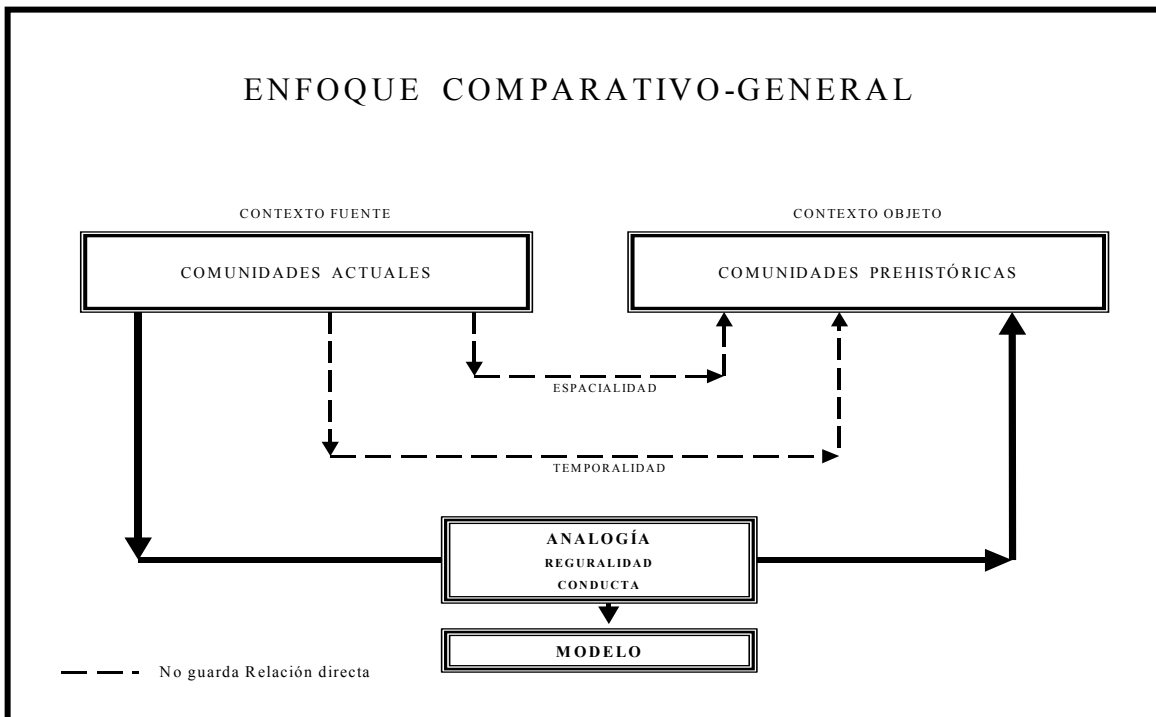 ENFOQUE COMPARATIVO-GENERAL
CONTEXTO FUENTE
CONTEXTO OBJETO
COMUNIDADES ACTUALES
COMUNIDADES PREHISTÓRICAS
ESPACIALIDAD
TEMPORALIDAD
ANALOGÍA
REGURALIDAD
CONDUCTA
MODELO
No guarda Relación directa